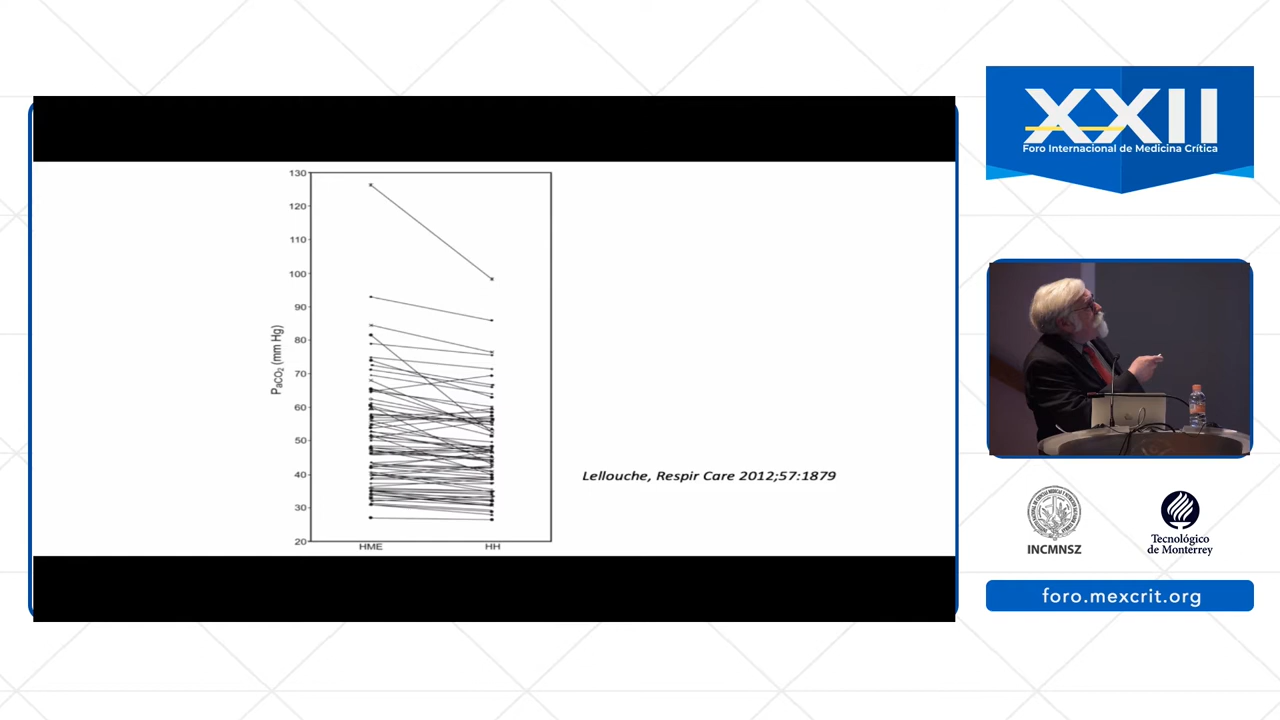 130
120
110
100
90
80
70
60
50
40
30
20
PaCO2 (mm Hg)
HME
HH
Lellouche, Respir Care 2012;57:1879
XXII
Foro Internacional de Medicina Crítica
INCMNSZ
Tecnológico
de Monterrey
foro.mexcrit.org